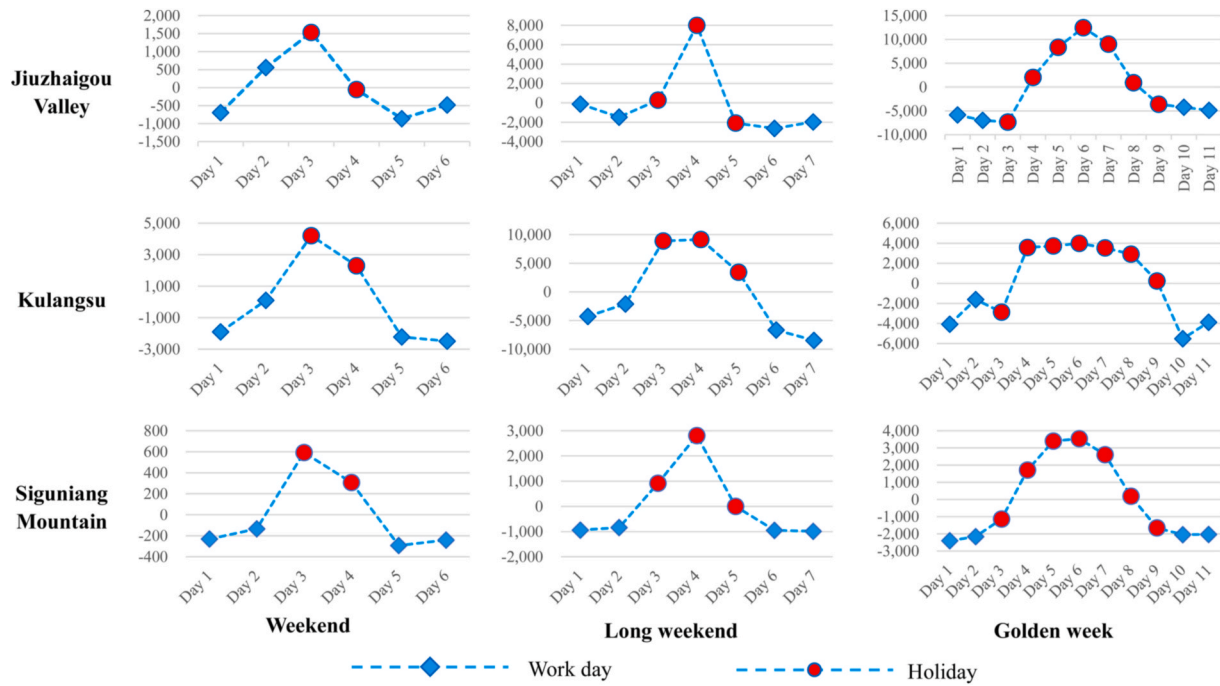 2,000
1,500
1,000
500
0
-500
-1,000
-1,500
Day 1
Day 2
Day 3
Day 4
Day 5
Day 6
8,000
6,000
4,000
2,000
0
-2,000
-4,000
Day 1
Day 2
Day 3
Day 4
Day 5
Day 6
Day 7
15,000
10,000
5,000
0
-5,000
-10,000
Day 1
Day 2
Day 3
Day 4
Day 5
Day 6
Day 7
Day 8
Day 9
Day 10
Day 11
Jiuzhaigou
Valley
5,000
3,000
1,000
-1,000
-3,000
Day 1
Day 2
Day 3
Day 4
Day 5
Day 6
10,000
5,000
0
-5,000
-10,000
Day 1
Day 2
Day 3
Day 4
Day 5
Day 6
Day 7
6,000
4,000
2,000
0
-2,000
-4,000
-6,000
Day 1
Day 2
Day 3
Day 4
Day 5
Day 6
Day 7
Day 8
Day 9
Day 10
Day 11
Kulangsu
800
600
400
200
0
-200
-400
Day 1
Day 2
Day 3
Day 4
Day 5
Day 6
3,000
2,000
1,000
0
-1,000
-2,000
Day 1
Day 2
Day 3
Day 4
Day 5
Day 6
Day 7
4,000
3,000
2,000
1,000
0
-1,000
-2,000
-3,000
Day 1
Day 2
Day 3
Day 4
Day 5
Day 6
Day 7
Day 8
Day 9
Day 10
Day 11
Siguniang
Mountain
Weekend
Long weekend
Golden week
Work day
Holiday